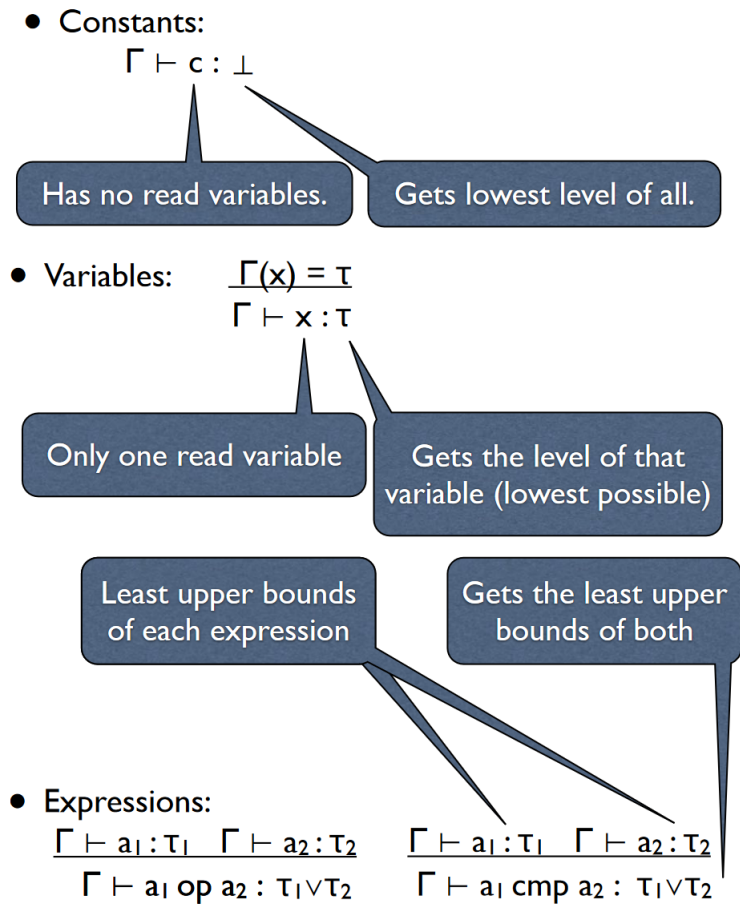 • Constants:
Γ ⊢ c : ⊥
Has no read variables.
Gets lowest level of all.
• Variables:
Γ(x) = τ
Γ ⊢ x : τ
Only one read variable
Gets the level of that
variable (lowest possible)
Least upper bounds
of each expression
Gets the least upper
bounds of both
• Expressions:
Γ ⊢ a₁ : τ₁ Γ ⊢ a₂ : τ₂
Γ ⊢ a₁ op a₂ : τ₁∨τ₂
Γ ⊢ a₁ : τ₁ Γ ⊢ a₂ : τ₂
Γ ⊢ a₁ cmp a₂ : τ₁∨τ₂